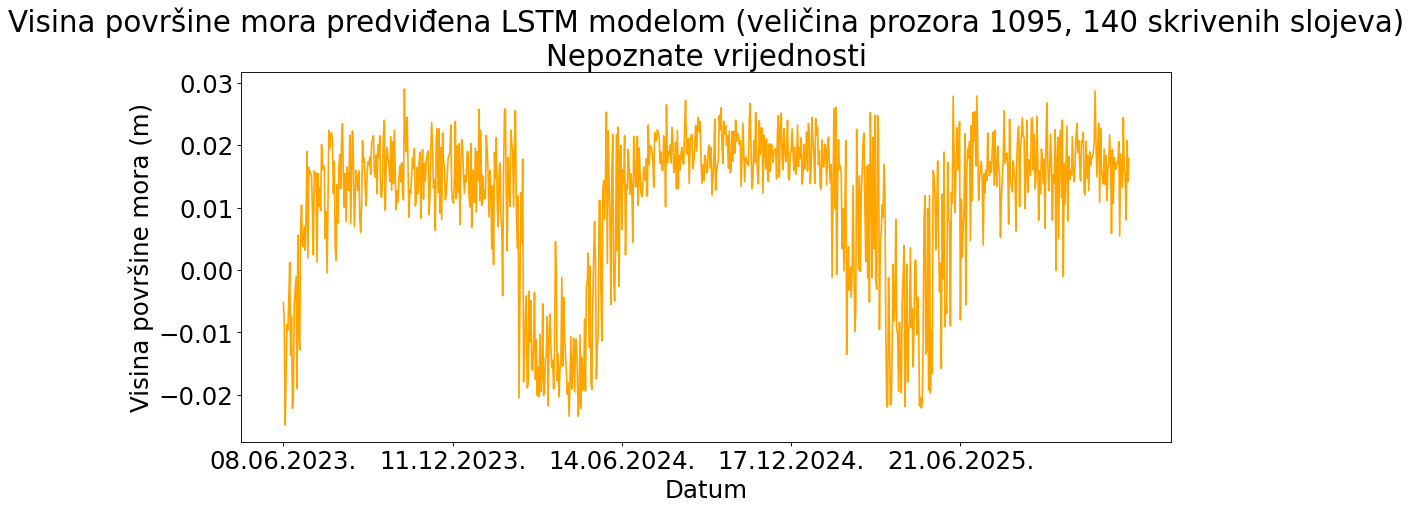 Visina površine mora predviđena LSTM modelom (veličina prozora 1095, 140 skrivenih slojeva)
Nepoznate vrijednosti
Visina površine mora (m)
0.03
0.02
0.01
0.00
−0.01
−0.02
08.06.2023. 11.12.2023. 14.06.2024. 17.12.2024. 21.06.2025.
Datum